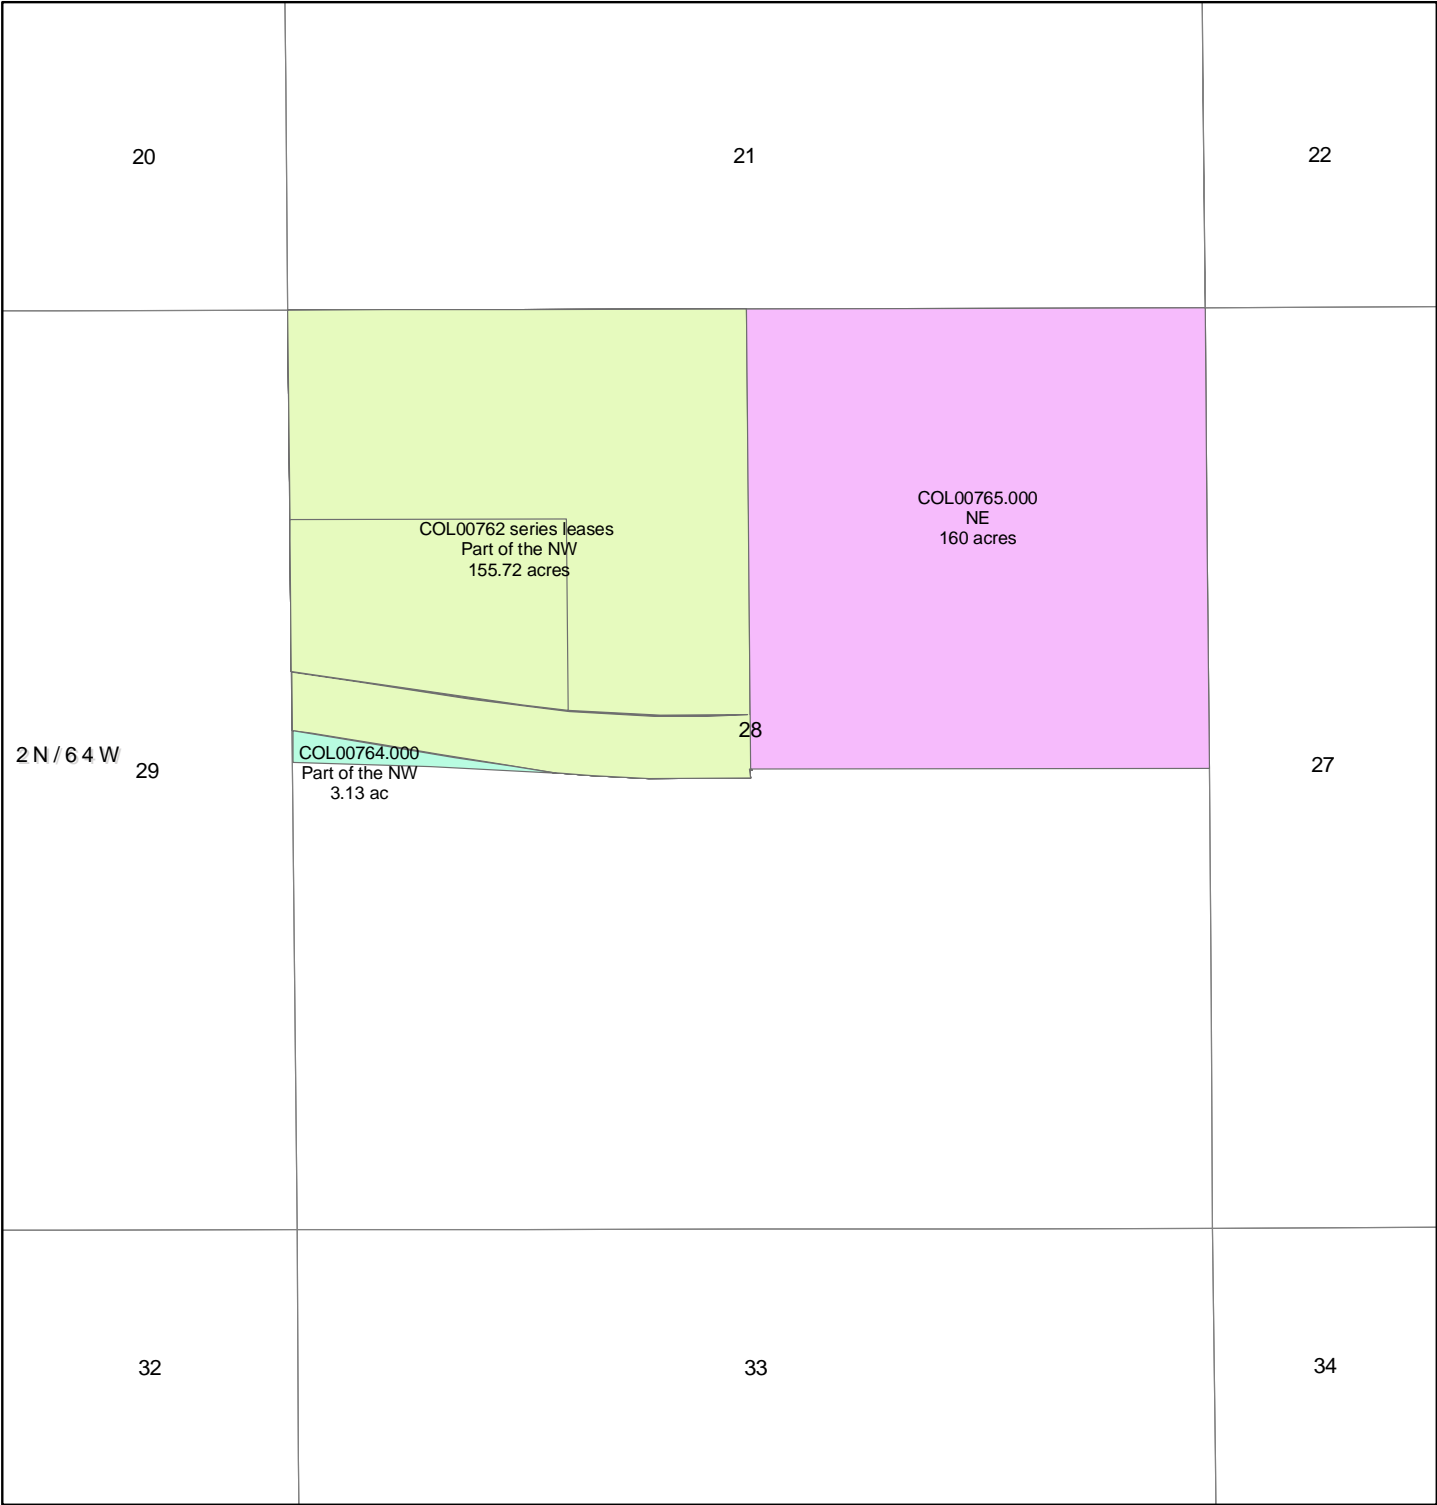 20
21
22
COL00765.000
NE
160 acres
COL00762 series leases
Part of the NW
155.72 acres
28
2 N / 6 4 W
29
COL00764.000
Part of the NW
3.13 ac
27
32
33
34